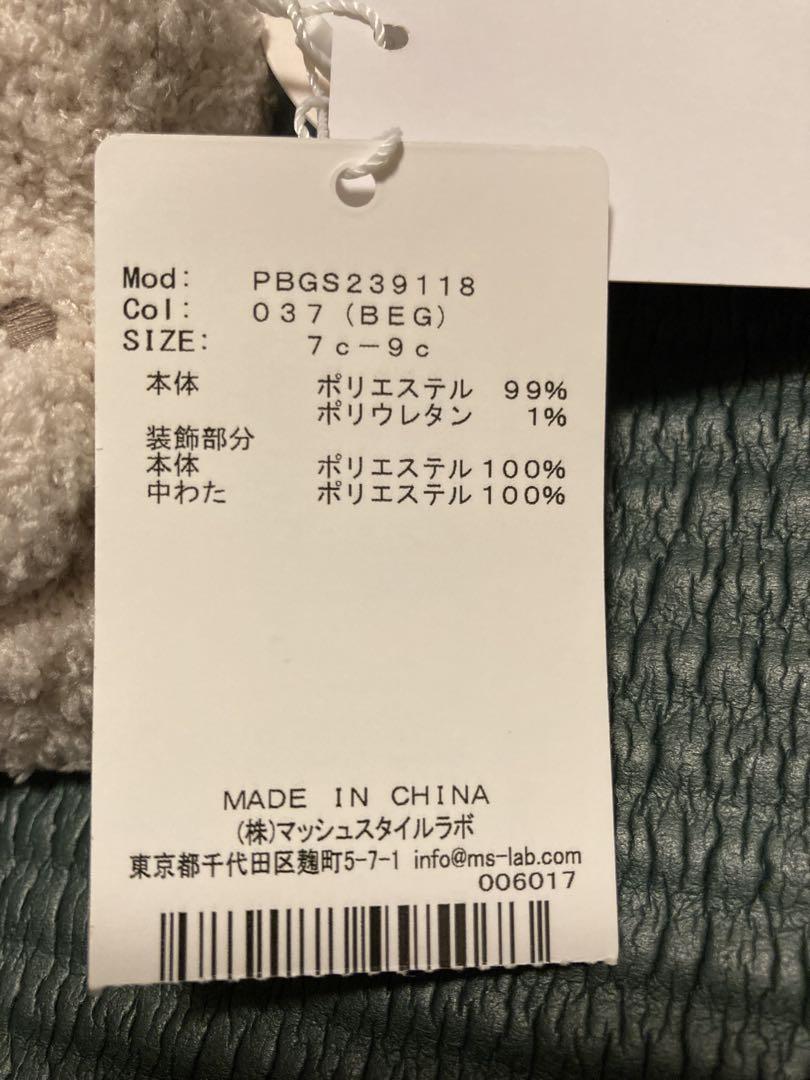 Mod: PBGS239118
Col: 037(BEG)
SIZE: 7c-9c
本体 ポリエステル 99%
ポリウレタン 1%
装飾部分
本体 ポリエステル 100%
中わた ポリエステル 100%
MADE IN CHINA
(株)マッシュスタイルラボ
東京都千代田区麹町5-7-1 info@ms-lab.com
006017